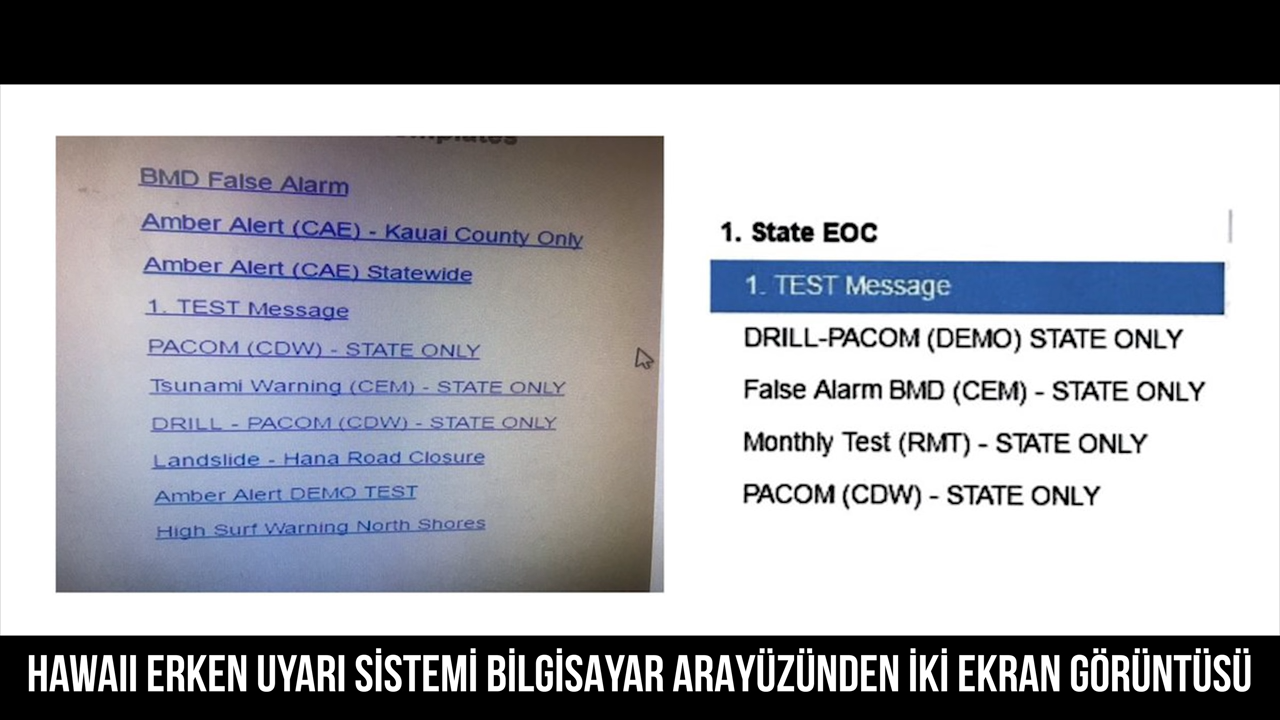 BMD False Alarm
Amber Alert (CAE) - Kauai County Only
Amber Alert (CAE) Statewide
1. TEST Message
PACOM (CDW) - STATE ONLY
Tsunami Warning (CEM) - STATE ONLY
DRILL - PACOM (CDW) - STATE ONLY
Landslide - Hana Road Closure
Amber Alert DEMO TEST
High Surf Warning North Shores
1. State EOC
1. TEST Message
DRILL-PACOM (DEMO) STATE ONLY
False Alarm BMD (CEM) - STATE ONLY
Monthly Test (RMT) - STATE ONLY
PACOM (CDW) - STATE ONLY
HAWAII ERKEN UYARI SİSTEMİ BİLGİSAYAR ARAYÜZÜNDEN İKİ EKRAN GÖRÜNTÜSÜ